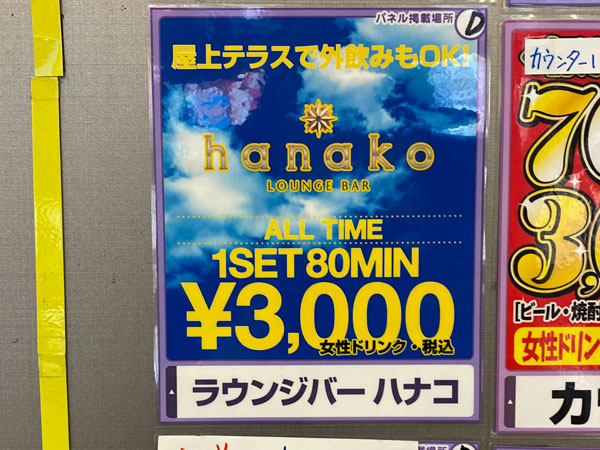 パネル掲載場所 D
屋上テラスで外飲みもOK!
hanako
LOUNGE BAR
ALL TIME
1SET 80MIN
¥3,000
女性ドリンク・税込
ラウンジバー ハナコ
カウンター
70
3,
[ビール・焼酎
女性ドリン
カ